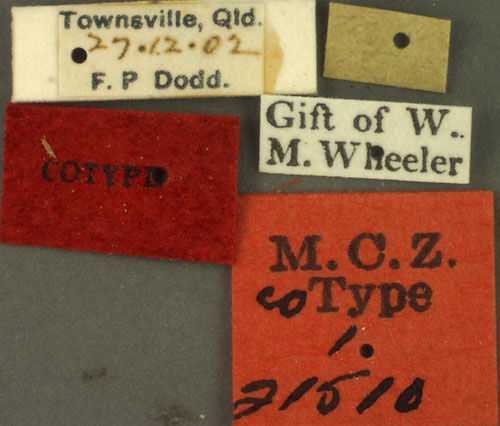 Townsville, Qld.
27.12.02
F. P Dodd.
Gift of W.
M. Wheeler
COTYPE
M. C. Z.
coType
1.
21510